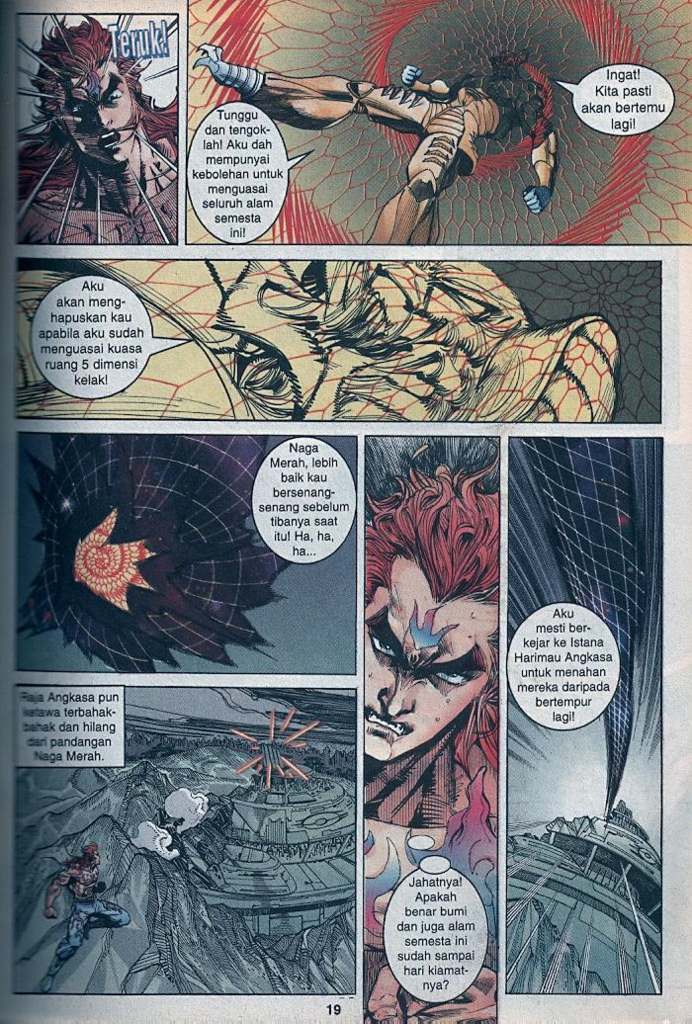 Teruk!
Tunggu
dan tengok-
lah! Aku dah
mempunyai
kebolehan untuk
menguasai
seluruh alam
semesta
ini!
Ingat!
Kita pasti
akan bertemu
lagi!
Aku
akan meng-
hapuskan kau
apabila aku sudah
menguasai kuasa
ruang 5 dimensi
kelak!
Naga
Merah, lebih
baik kau
bersenang-
senang sebelum
tibanya saat
itu! Ha, ha,
ha...
Raja Angkasa pun
ketawa terbahak-
bahak dan hilang
dari pandangan
Naga Merah.
Jahatnya!
Apakah
benar bumi
dan juga alam
semesta ini
sudah sampai
hari kiamat-
nya?
Aku
mesti ber-
kejar ke Istana
Harimau Angkasa
untuk menahan
mereka daripada
bertempur
lagi!
19